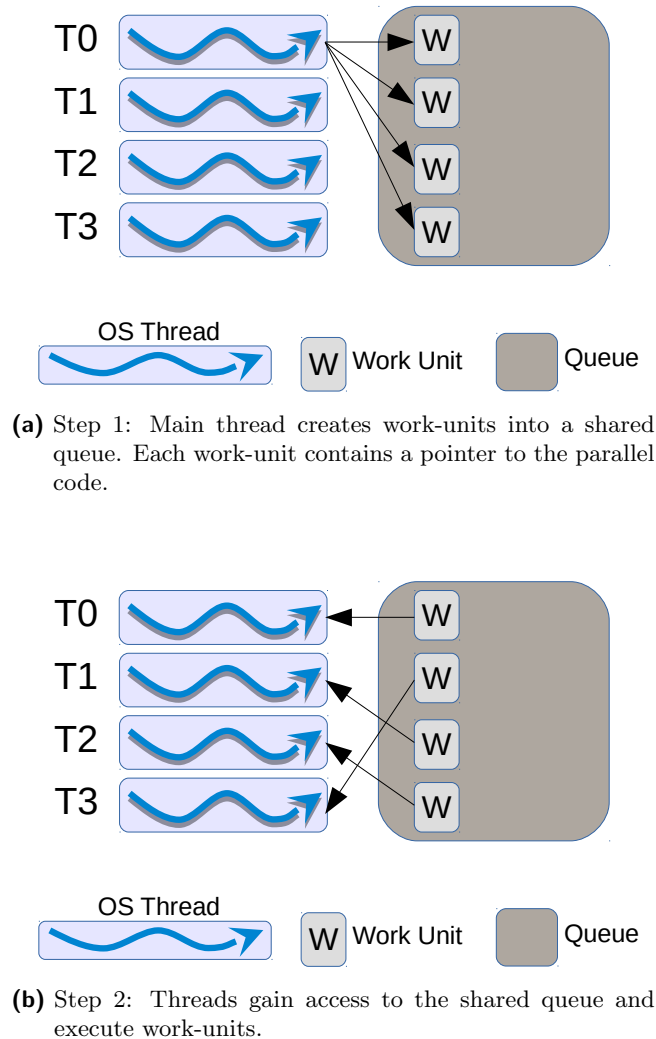 T0 W
T1 W
T2 W
T3 W
OS Thread
W Work Unit Queue
(a) Step 1: Main thread creates work-units into a shared
queue. Each work-unit contains a pointer to the parallel
code.
T0 W
T1 W
T2 W
T3 W
OS Thread
W Work Unit Queue
(b) Step 2: Threads gain access to the shared queue and
execute work-units.